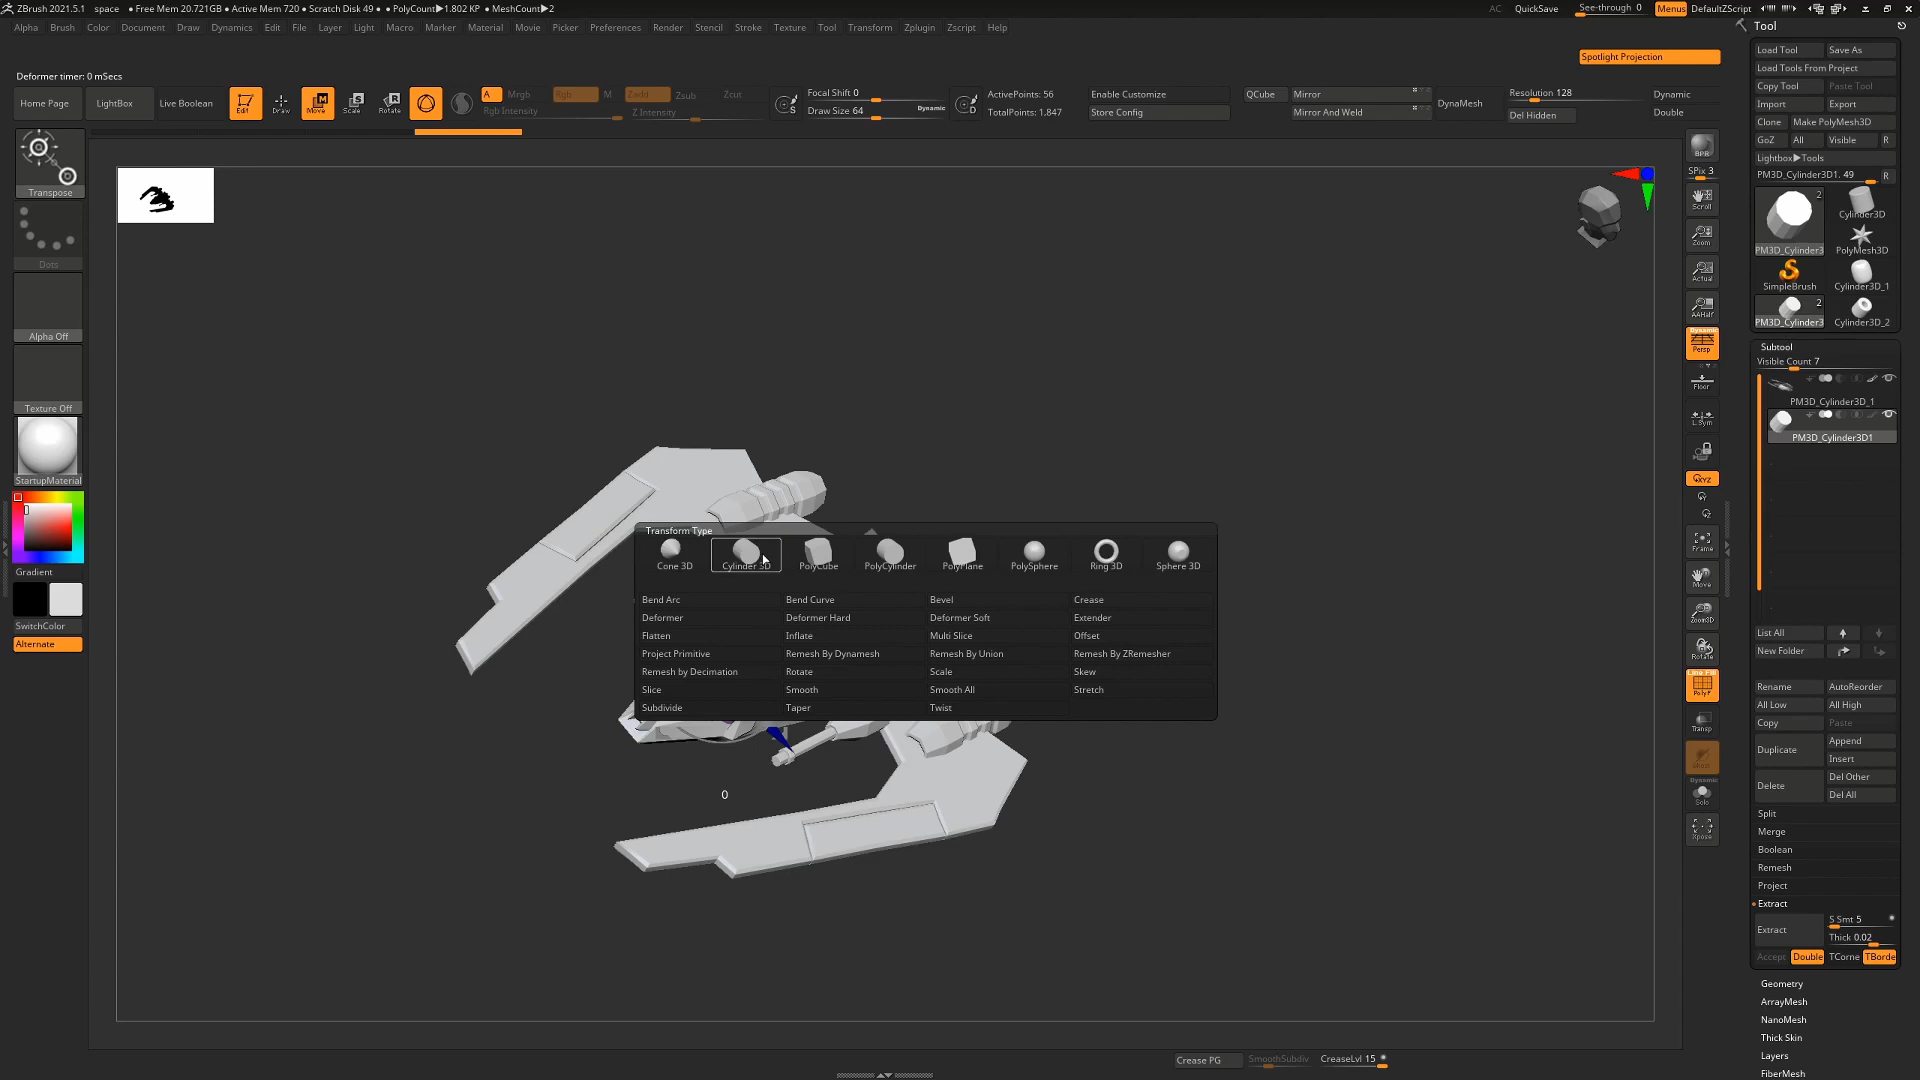 ZBrush 2021.5.1 space ● Free Mem 20.721GB ● Active Mem 720 ● Scratch Disk 49 ● PolyCount▶1.802 KP ● MeshCount▶2 AC QuickSave See-through 0 Menus DefaultZScript
Alpha Brush Color Document Draw Dynamics Edit File Layer Light Macro Marker Material Movie Picker Preferences Render Stencil Stroke Texture Tool Transform Zplugin Zscript Help
Tool
Load Tool Save As
Spotlight Projection
Load Tools From Project
Deformer timer: 0 mSecs
Copy Tool Paste Tool
Home Page LightBox Live Boolean Edit Draw Move Scale Rotate A Mrgb Rgb M Zadd Zsub Zcut
Rgb Intensity Z Intensity
S Focal Shift 0
Draw Size 64 Dynamic D
ActivePoints: 56
TotalPoints: 1.847
Enable Customize
Store Config
QCube Mirror
Mirror And Weld
DynaMesh
Resolution 128
Del Hidden
Dynamic
Double
Import Export
Clone Make PolyMesh3D
GoZ All Visible R
Lightbox▶Tools
PM3D_Cylinder3D1. 49 R
2
PM3D_Cylinder3
Cylinder3D
PolyMesh3D
SimpleBrush
Cylinder3D_1
2
PM3D_Cylinder3
Cylinder3D_2
Subtool
Visible Count 7
PM3D_Cylinder3D_1
PM3D_Cylinder3D1
Transpose
Dots
Alpha Off
Texture Off
StartupMaterial
Gradient
SwitchColor
Alternate
BPR
SPix 3
Scroll
Zoom
Actual
AAHalf
Dynamic
Persp
Floor
L.Sym
XYZ
Frame
Move
Zoom3D
Rotate
Line Fill
PolyF
Transp
Ghost
Dynamic
Solo
Xpose
Transform Type
Cone 3D Cylinder 3D PolyCube PolyCylinder PolyPlane PolySphere Ring 3D Sphere 3D
Bend Arc Bend Curve Bevel Crease
Deformer Deformer Hard Deformer Soft Extender
Flatten Inflate Multi Slice Offset
Project Primitive Remesh By Dynamesh Remesh By Union Remesh By ZRemesher
Remesh by Decimation Rotate Scale Skew
Slice Smooth Smooth All Stretch
Subdivide Taper Twist
0
List All
New Folder
Rename AutoReorder
All Low All High
Copy Paste
Duplicate Append
Insert
Delete Del Other
Del All
Split
Merge
Boolean
Remesh
Project
Extract
Extract S Smt 5
Thick 0.02
Accept Double TCorne TBorde
Geometry
ArrayMesh
NanoMesh
Thick Skin
Layers
FiberMesh
Crease PG SmoothSubdiv CreaseLvl 15